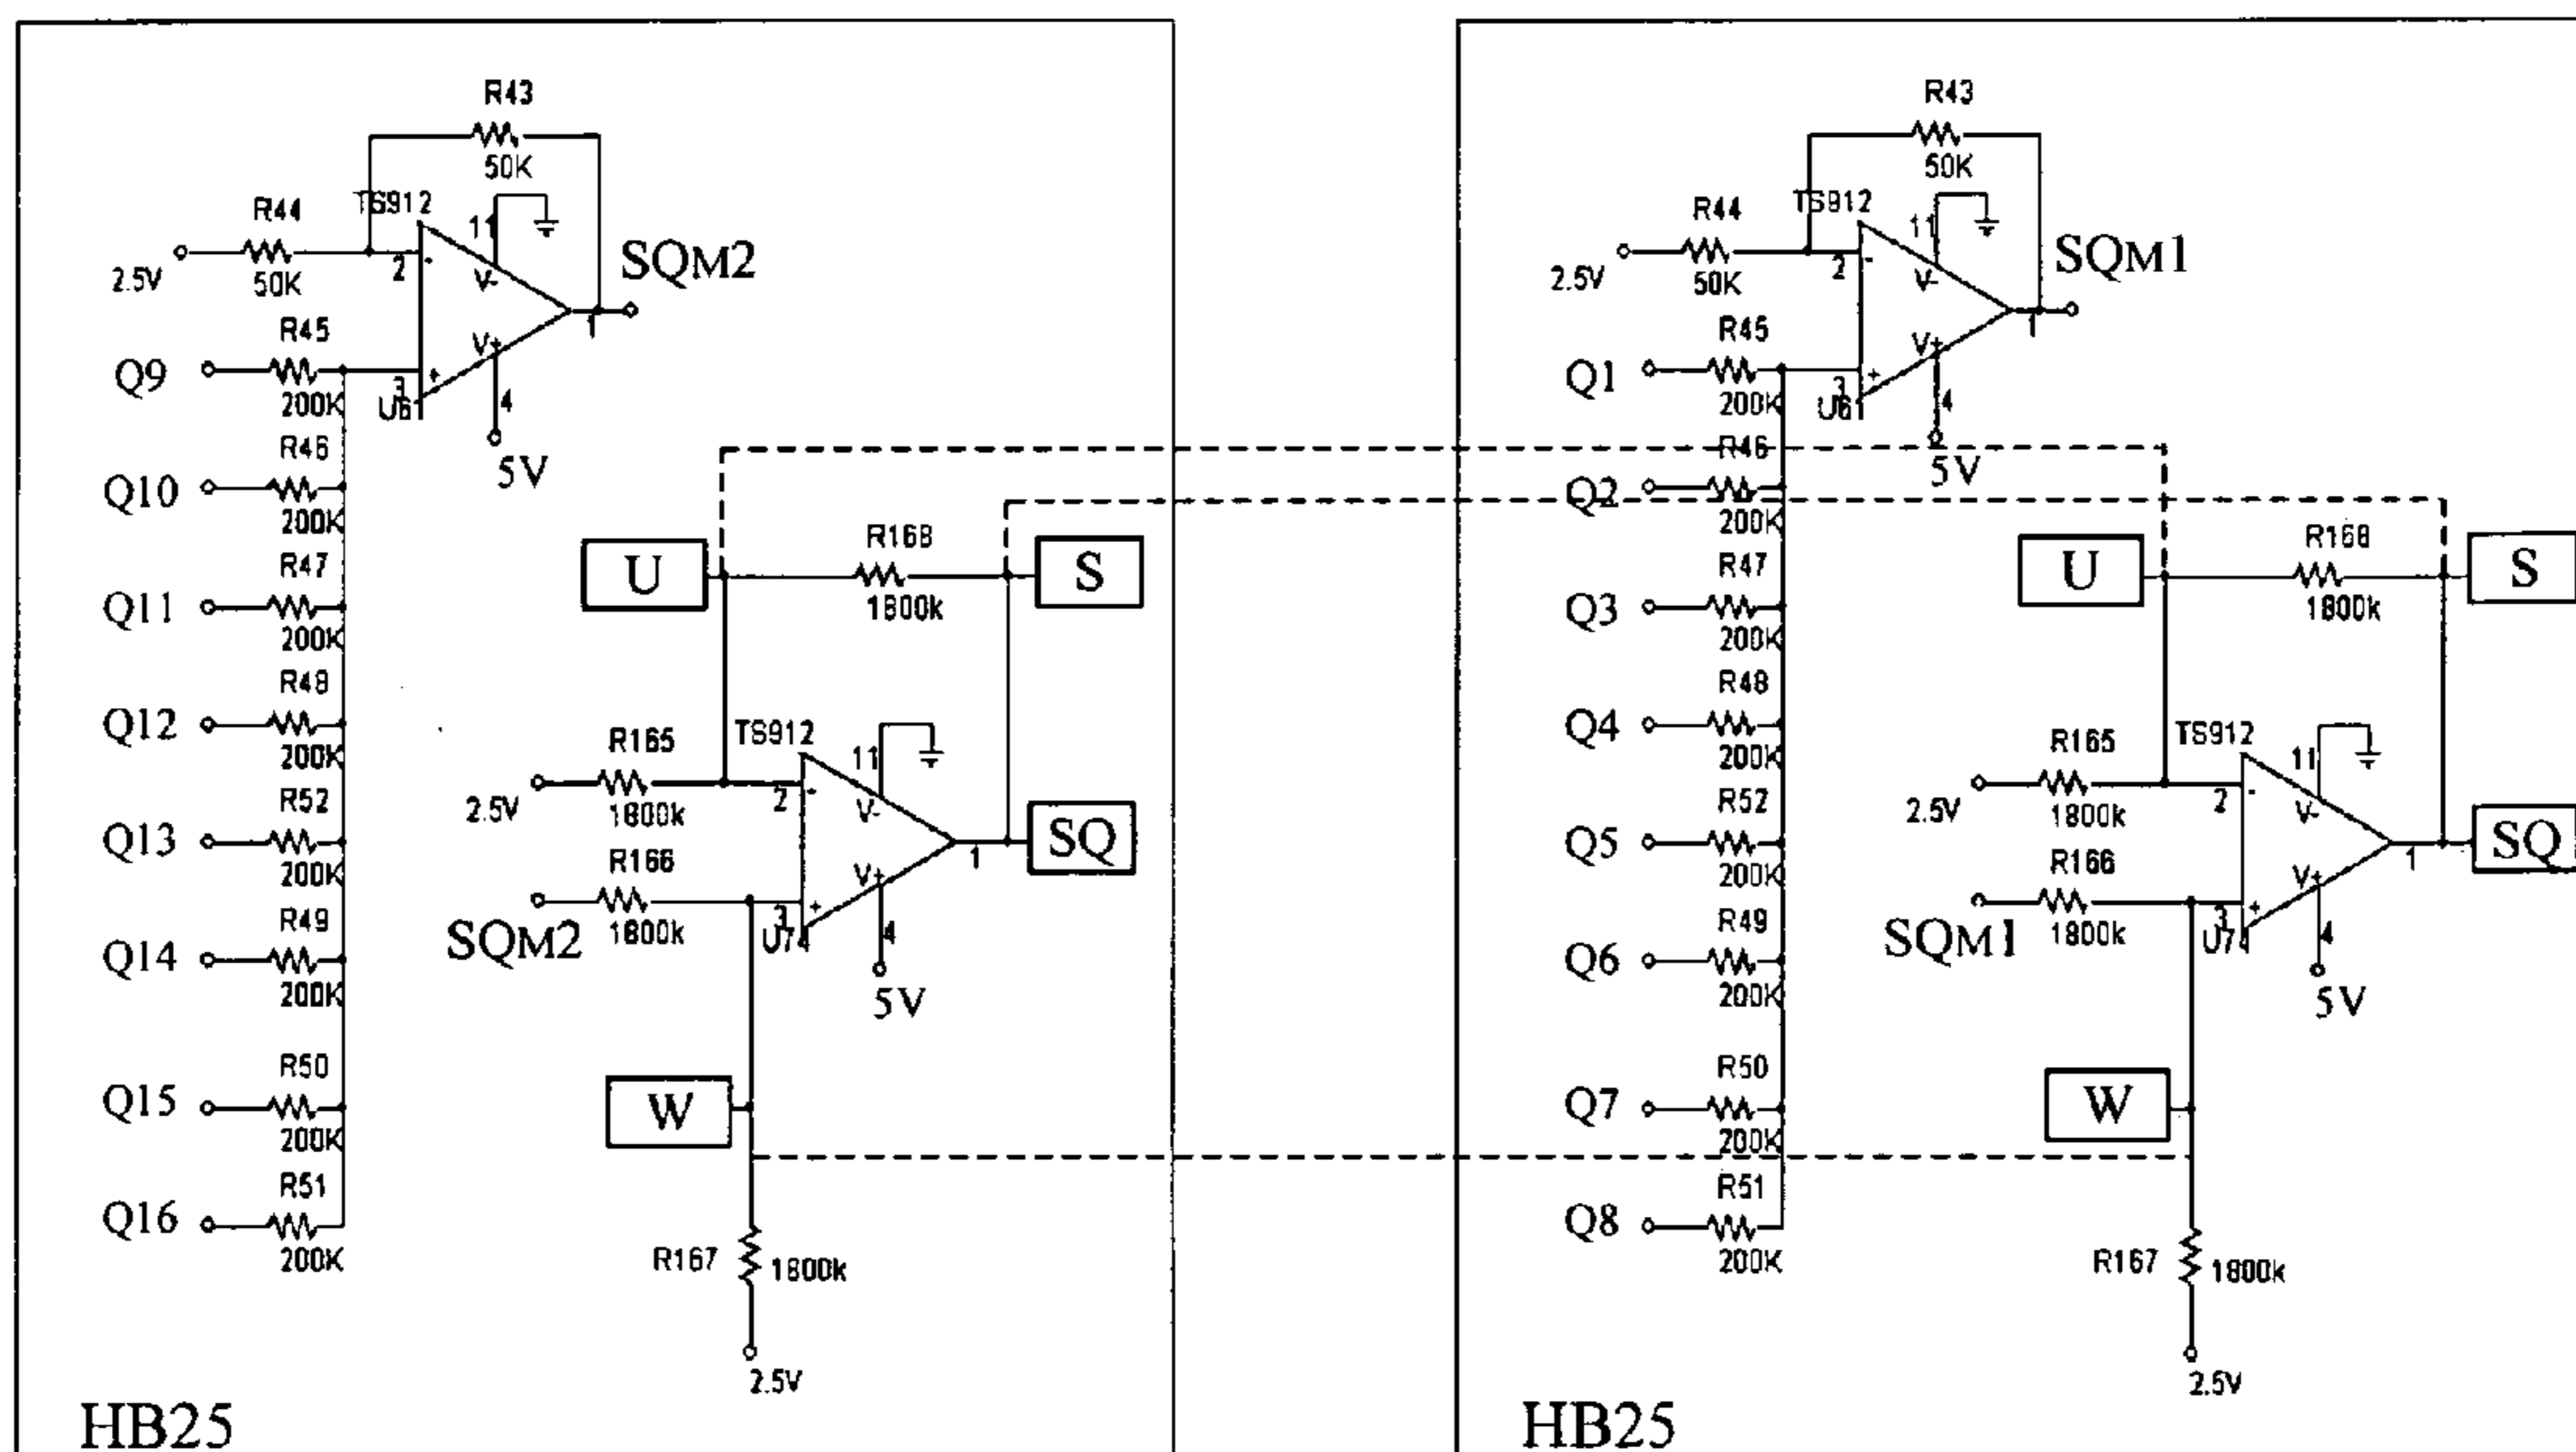 R43
50K
R44
TS912
11
V-
2
-
2.5V
50K
SQM2
1
R45
Q9
200K
3
+
U61
V+
4
5V
R46
Q10
200K
R47
Q11
200K
R48
Q12
200K
R52
Q13
200K
R49
Q14
200K
R50
Q15
200K
R51
Q16
200K
U
R168
1800k
S
R165
TS912
11
V-
2.5V
1800k
2
-
SQ
1
R166
SQM2
1800k
3
+
U74
V+
4
5V
W
R167
1800k
2.5V
HB25
R43
50K
R44
TS912
11
V-
2
-
2.5V
50K
SQM1
1
R45
Q1
200K
3
+
U61
V+
4
5V
R46
Q2
200K
R47
Q3
200K
R48
Q4
200K
R52
Q5
200K
R49
Q6
200K
R50
Q7
200K
R51
Q8
200K
U
R168
1800k
S
R165
TS912
11
V-
2.5V
1800k
2
-
SQ
1
R166
SQM1
1800k
3
+
U74
V+
4
5V
W
R167
1800k
2.5V
HB25